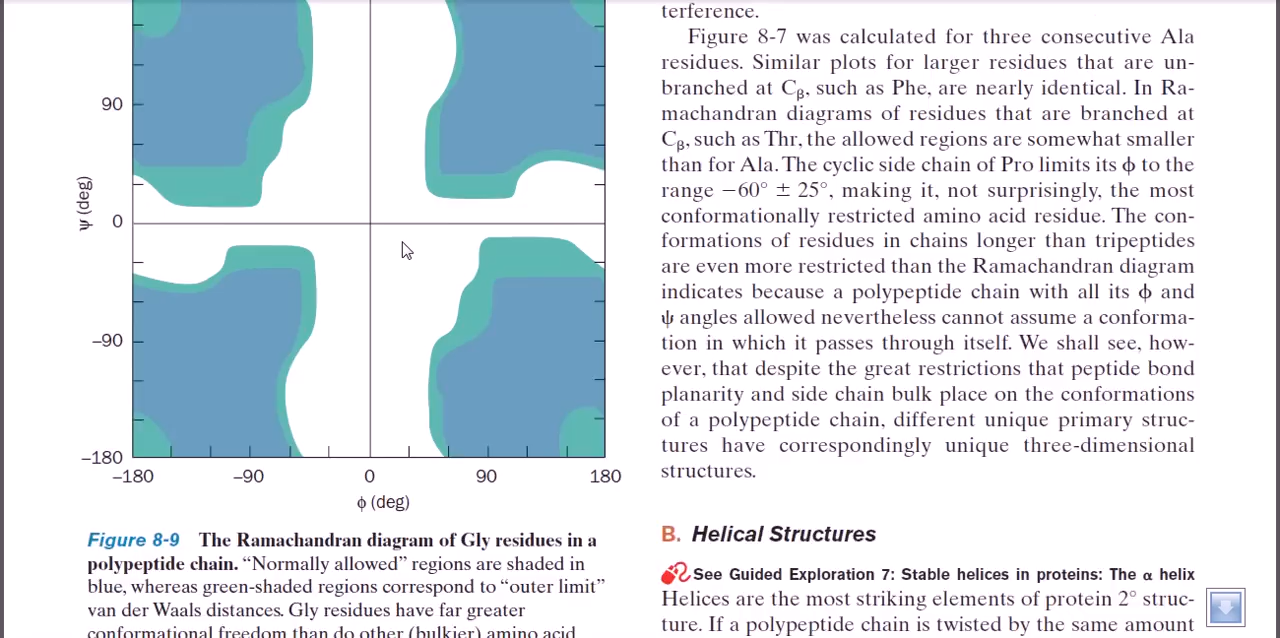 90
0
–90
–180
ψ (deg)
–180
–90
0
90
180
ϕ (deg)
Figure 8-9 The Ramachandran diagram of Gly residues in a
polypeptide chain. “Normally allowed” regions are shaded in
blue, whereas green-shaded regions correspond to “outer limit”
van der Waals distances. Gly residues have far greater
conformational freedom than do other (bulkier) amino acid
terference.
Figure 8-7 was calculated for three consecutive Ala
residues. Similar plots for larger residues that are un-
branched at Cβ, such as Phe, are nearly identical. In Ra-
machandran diagrams of residues that are branched at
Cβ, such as Thr, the allowed regions are somewhat smaller
than for Ala. The cyclic side chain of Pro limits its ϕ to the
range −60° ± 25°, making it, not surprisingly, the most
conformationally restricted amino acid residue. The con-
formations of residues in chains longer than tripeptides
are even more restricted than the Ramachandran diagram
indicates because a polypeptide chain with all its ϕ and
ψ angles allowed nevertheless cannot assume a conforma-
tion in which it passes through itself. We shall see, how-
ever, that despite the great restrictions that peptide bond
planarity and side chain bulk place on the conformations
of a polypeptide chain, different unique primary struc-
tures have correspondingly unique three-dimensional
structures.
B. Helical Structures
See Guided Exploration 7: Stable helices in proteins: The α helix
Helices are the most striking elements of protein 2° struc-
ture. If a polypeptide chain is twisted by the same amount